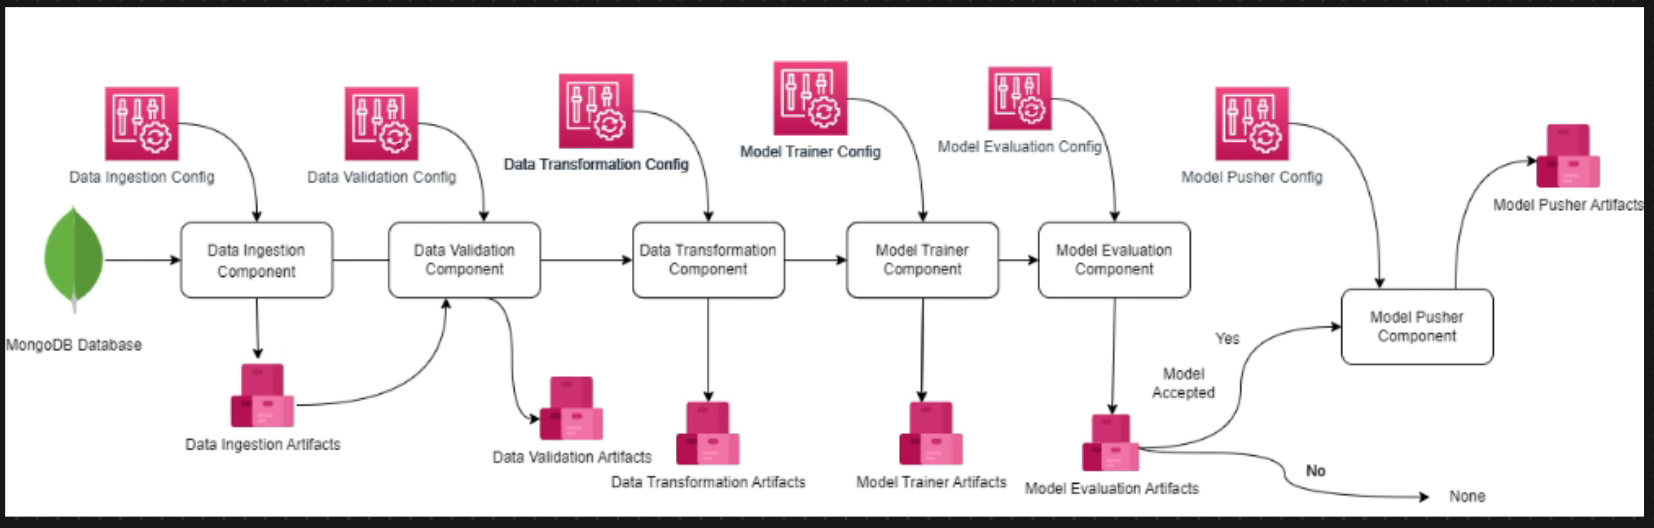 Data Ingestion Config
Data Validation Config
Data Transformation Config
Model Trainer Config
Model Evaluation Config
Model Pusher Config
Model Pusher Artifacts
MongoDB Database
Data Ingestion
Component
Data Validation
Component
Data Transformation
Component
Model Trainer
Component
Model Evaluation
Component
Model Pusher
Component
Yes
Model
Accepted
No
None
Data Ingestion Artifacts
Data Validation Artifacts
Data Transformation Artifacts
Model Trainer Artifacts
Model Evaluation Artifacts